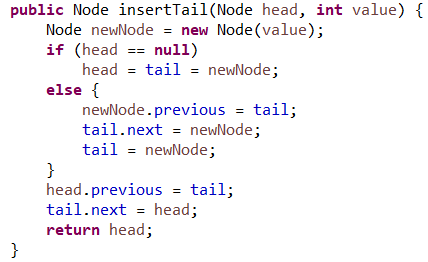 public Node insertTail(Node head, int value) {
    Node newNode = new Node(value);
    if (head == null)
        head = tail = newNode;
    else {
        newNode.previous = tail;
        tail.next = newNode;
        tail = newNode;
    }
    head.previous = tail;
    tail.next = head;
    return head;
}